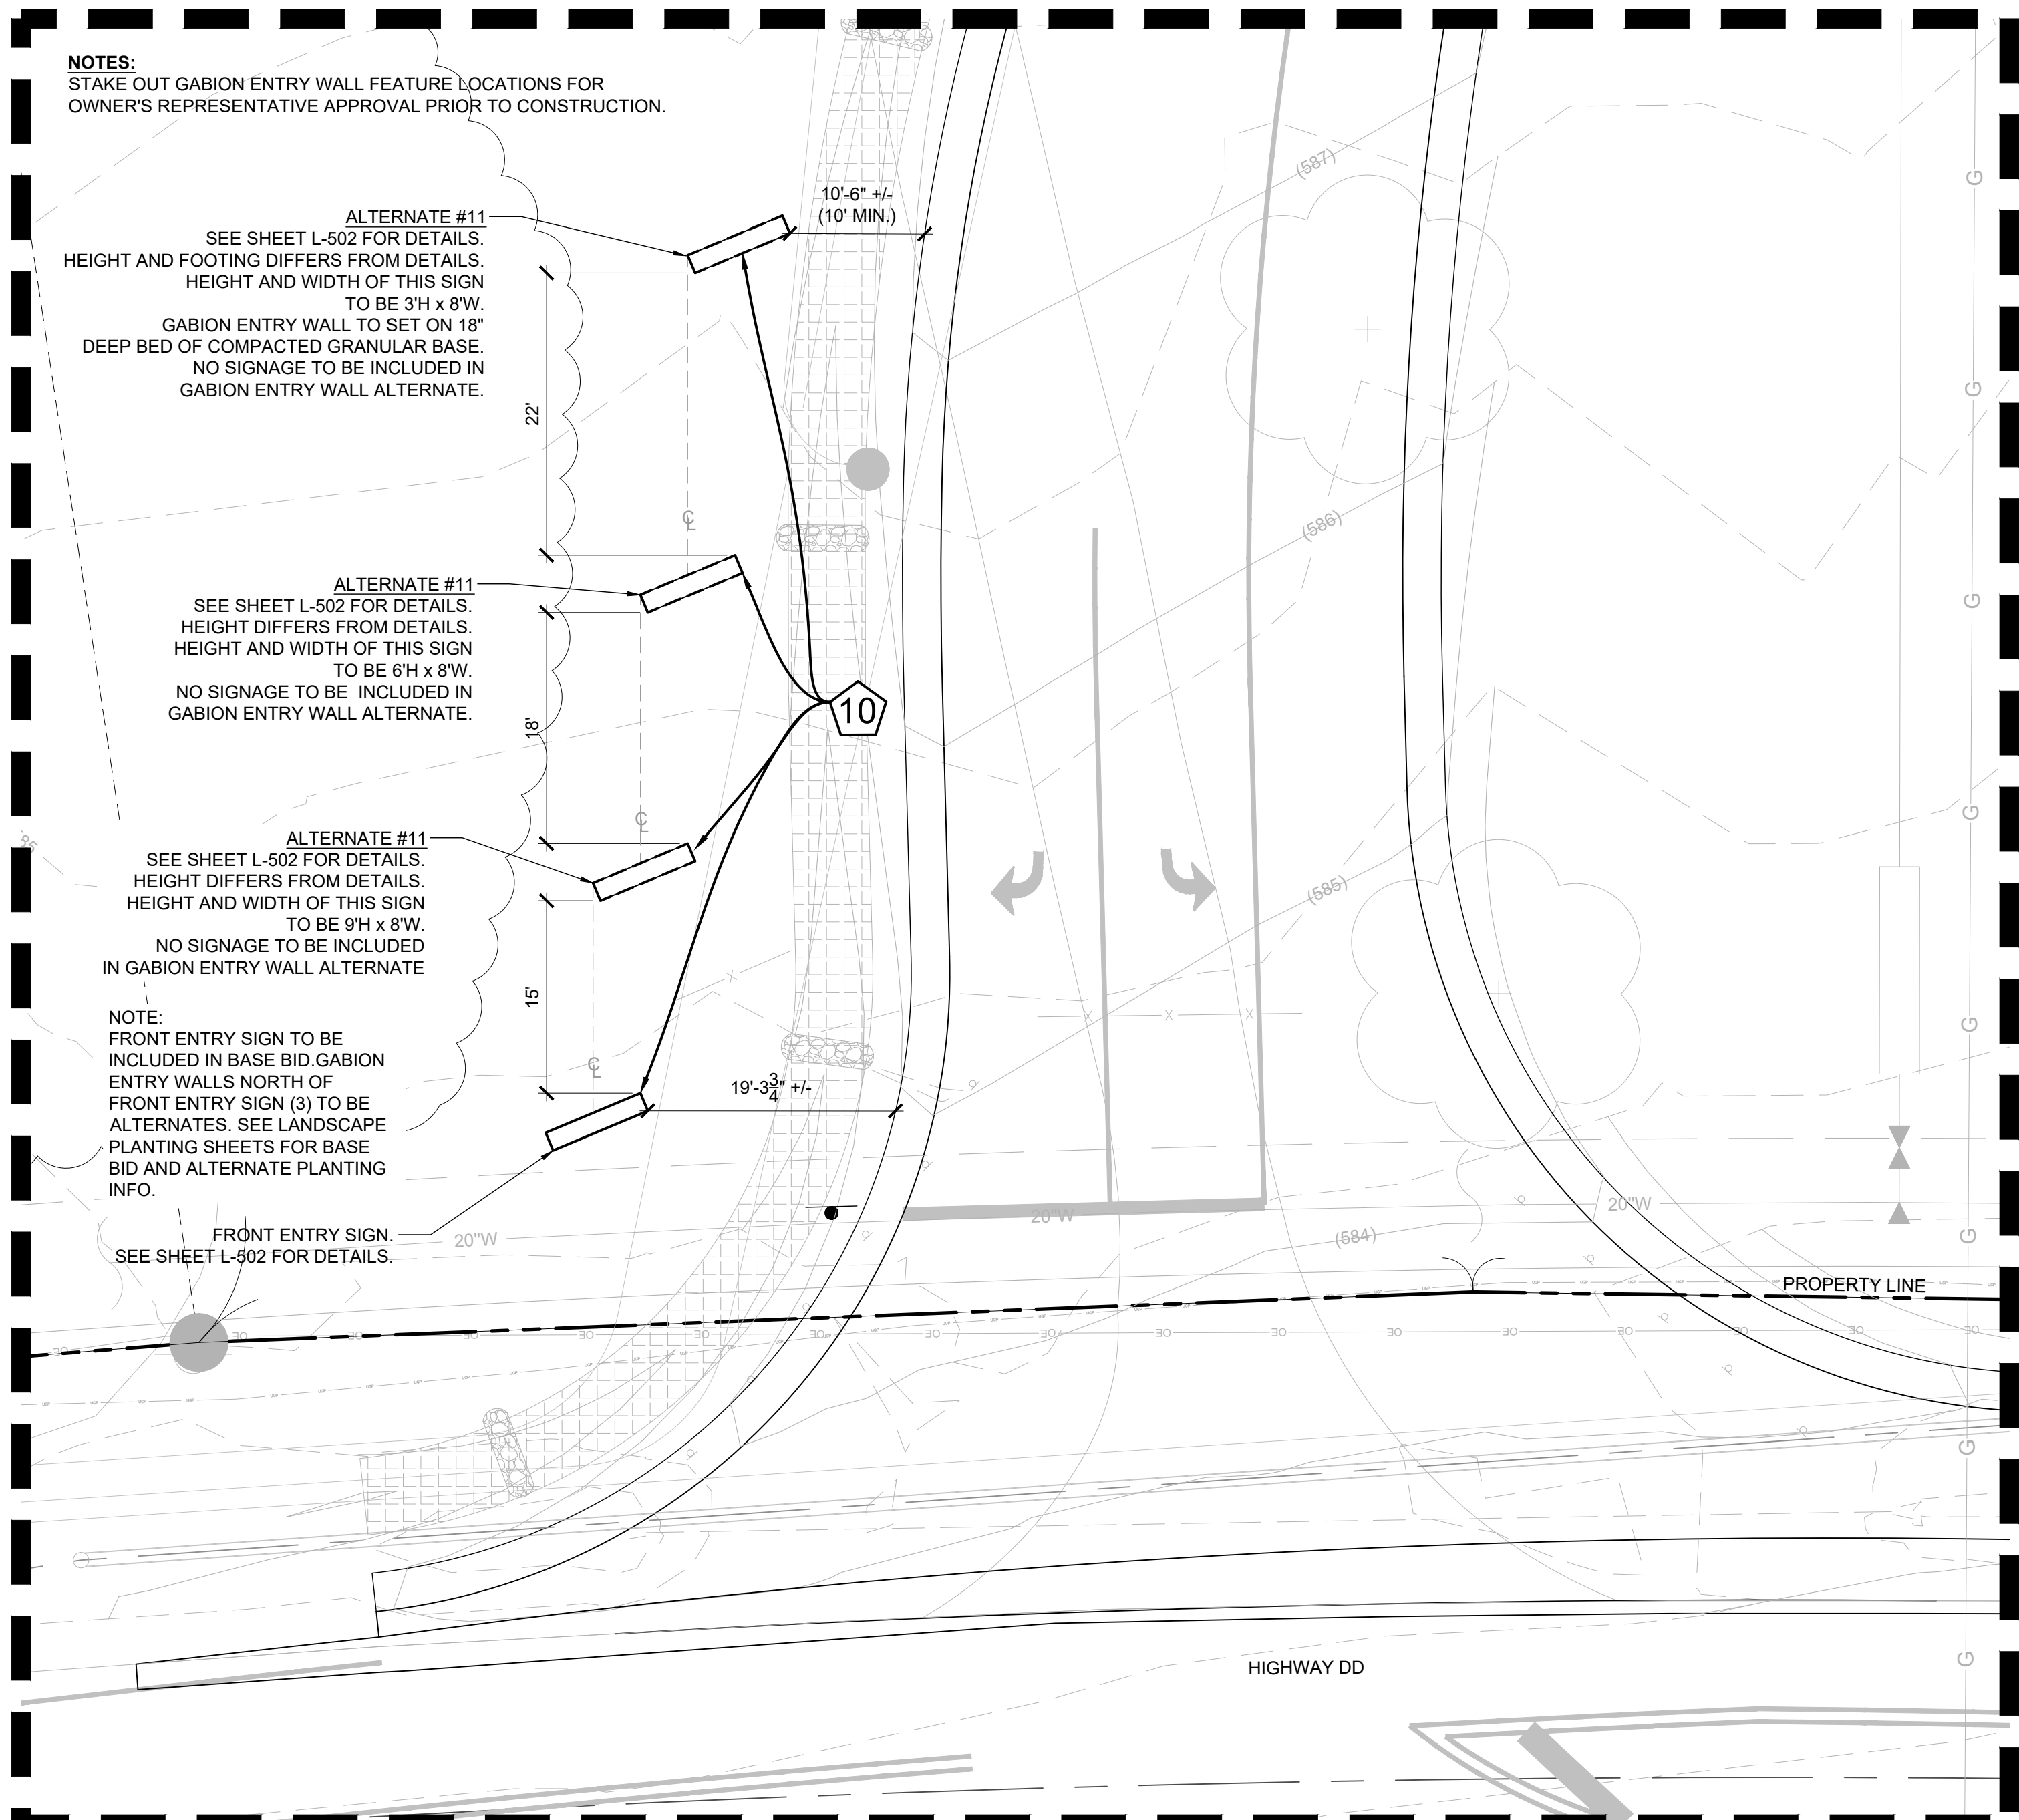 NOTES:
STAKE OUT GABION ENTRY WALL FEATURE LOCATIONS FOR
OWNER'S REPRESENTATIVE APPROVAL PRIOR TO CONSTRUCTION.
10'-6" +/-
(10' MIN.)
(587)
G
ALTERNATE #11
SEE SHEET L-502 FOR DETAILS.
HEIGHT AND FOOTING DIFFERS FROM DETAILS.
HEIGHT AND WIDTH OF THIS SIGN
TO BE 3'H x 8'W.
GABION ENTRY WALL TO SET ON 18"
DEEP BED OF COMPACTED GRANULAR BASE.
NO SIGNAGE TO BE INCLUDED IN
GABION ENTRY WALL ALTERNATE.
22'
G
CL
(586)
ALTERNATE #11
SEE SHEET L-502 FOR DETAILS.
HEIGHT DIFFERS FROM DETAILS.
HEIGHT AND WIDTH OF THIS SIGN
TO BE 6'H x 8'W.
NO SIGNAGE TO BE  INCLUDED IN
GABION ENTRY WALL ALTERNATE.
18'
10
G
CL
G
ALTERNATE #11
SEE SHEET L-502 FOR DETAILS.
HEIGHT DIFFERS FROM DETAILS.
HEIGHT AND WIDTH OF THIS SIGN
TO BE 9'H x 8'W.
NO SIGNAGE TO BE INCLUDED
IN GABION ENTRY WALL ALTERNATE
(585)
15'
X
X X X
G
CL
NOTE:
FRONT ENTRY SIGN TO BE
INCLUDED IN BASE BID.GABION
ENTRY WALLS NORTH OF
FRONT ENTRY SIGN (3) TO BE
ALTERNATES. SEE LANDSCAPE
PLANTING SHEETS FOR BASE
BID AND ALTERNATE PLANTING
INFO.
19'-3 3/4" +/-
FRONT ENTRY SIGN.
SEE SHEET L-502 FOR DETAILS.
20"W
20"W
20"W
(584)
G
PROPERTY LINE
G
HIGHWAY DD
G